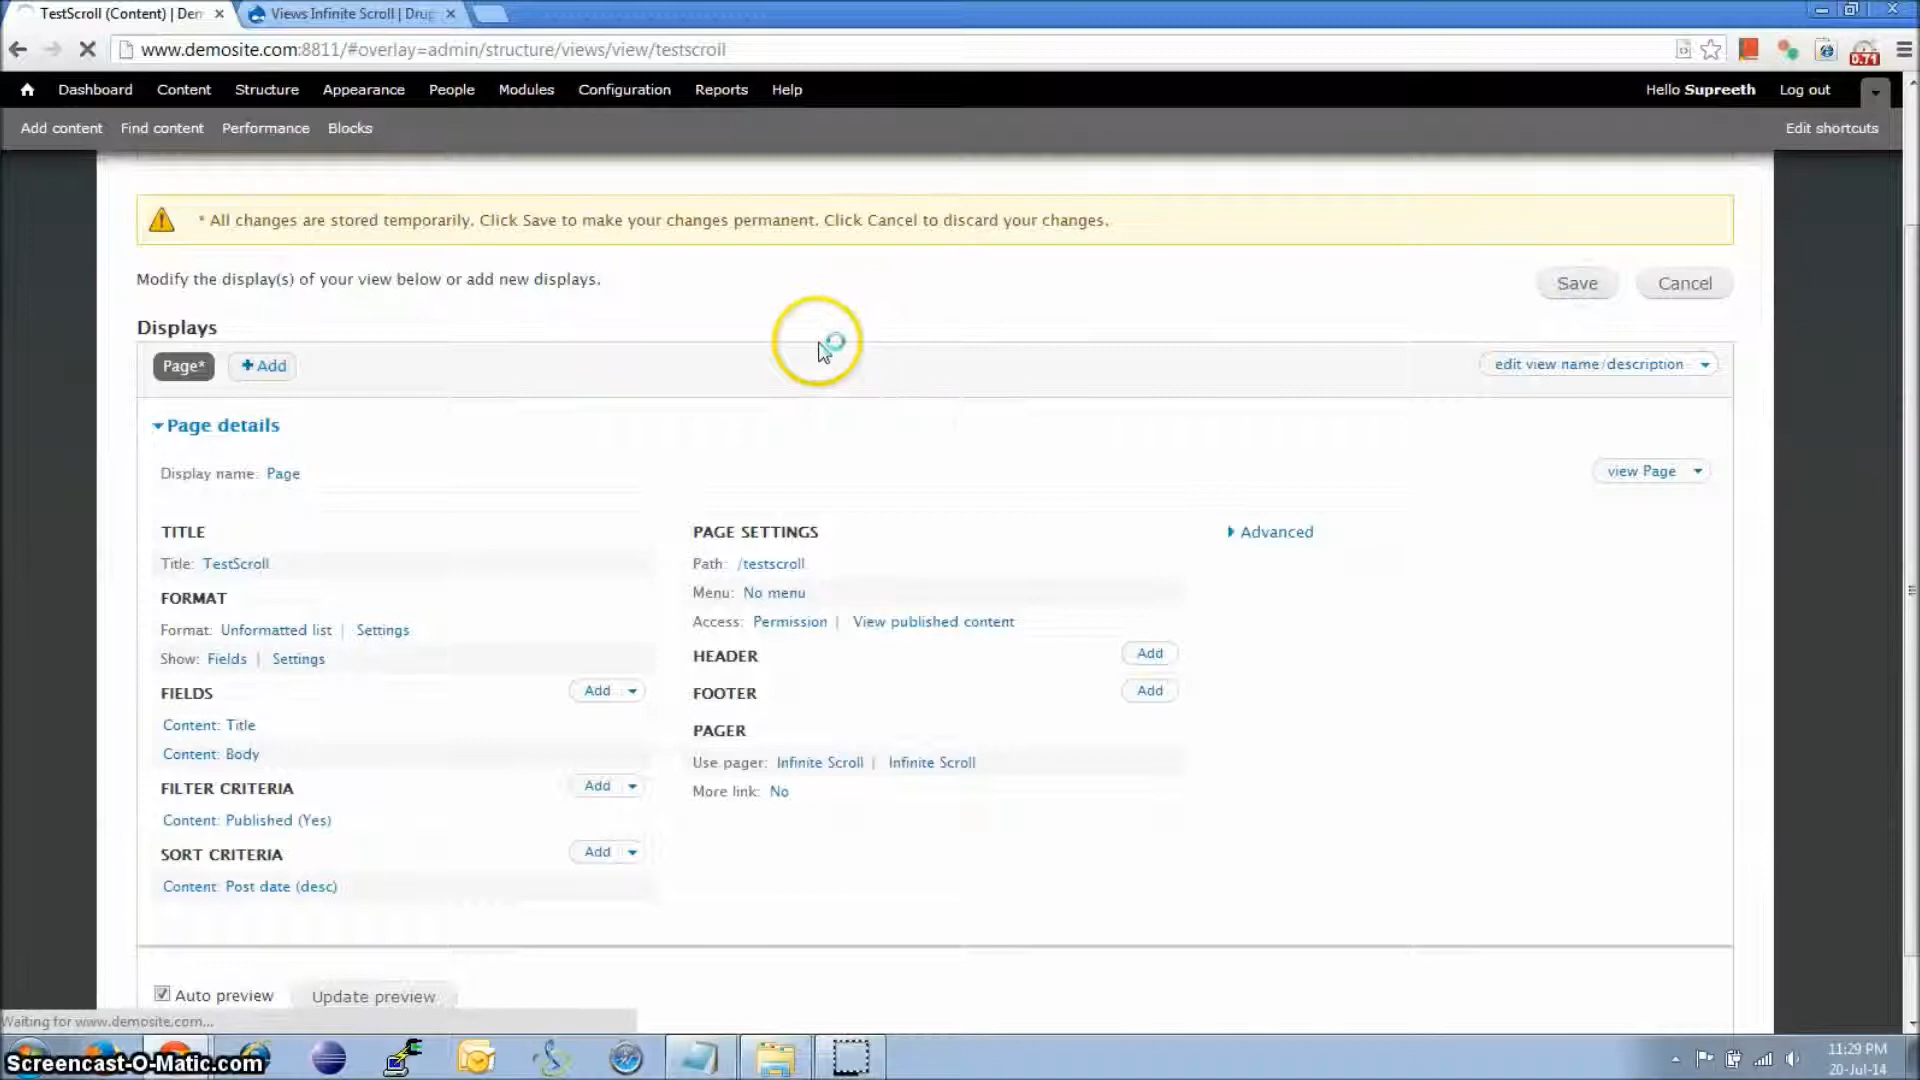 TestScroll (Content) | Den
Views Infinite Scroll | Drup
www.demosite.com:8811/#overlay=admin/structure/views/view/testscroll
0.71
Dashboard Content Structure Appearance People Modules Configuration Reports Help
Hello Supreeth Log out
Add content Find content Performance Blocks
Edit shortcuts
* All changes are stored temporarily. Click Save to make your changes permanent. Click Cancel to discard your changes.
Modify the display(s) of your view below or add new displays.
Save Cancel
Displays
Page* Add
edit view name/description
Page details
Display name: Page
view Page
TITLE
Title: TestScroll
FORMAT
Format: Unformatted list | Settings
Show: Fields | Settings
FIELDS Add
Content: Title
Content: Body
FILTER CRITERIA Add
Content: Published (Yes)
SORT CRITERIA Add
Content: Post date (desc)
PAGE SETTINGS
Path: /testscroll
Menu: No menu
Access: Permission | View published content
HEADER Add
FOOTER Add
PAGER
Use pager: Infinite Scroll | Infinite Scroll
More link: No
Advanced
Auto preview Update preview
Waiting for www.demosite.com...
Screencast-O-Matic.com
11:29 PM
20-Jul-14